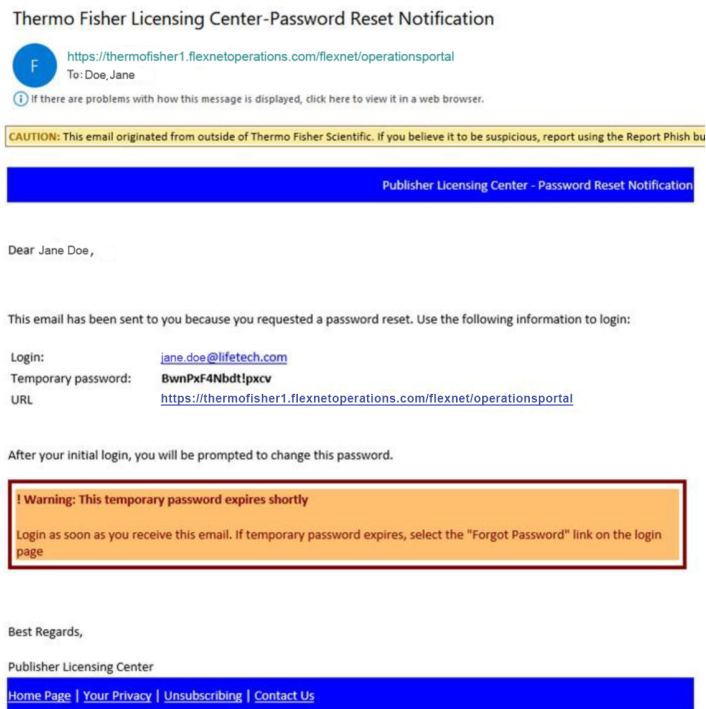 Thermo Fisher Licensing Center-Password Reset Notification
F
https://thermofisher1.flexnetoperations.com/flexnet/operationsportal
To: Doe,Jane
If there are problems with how this message is displayed, click here to view it in a web browser.
CAUTION: This email originated from outside of Thermo Fisher Scientific. If you believe it to be suspicious, report using the Report Phish bu
Publisher Licensing Center - Password Reset Notification
Dear Jane Doe,
This email has been sent to you because you requested a password reset. Use the following information to login:
Login: jane.doe@lifetech.com
Temporary password: BwnPxF4Nbdt!pxcv
URL https://thermofisher1.flexnetoperations.com/flexnet/operationsportal
After your initial login, you will be prompted to change this password.
! Warning: This temporary password expires shortly
Login as soon as you receive this email. If temporary password expires, select the "Forgot Password" link on the login
page
Best Regards,
Publisher Licensing Center
Home Page | Your Privacy | Unsubscribing | Contact Us